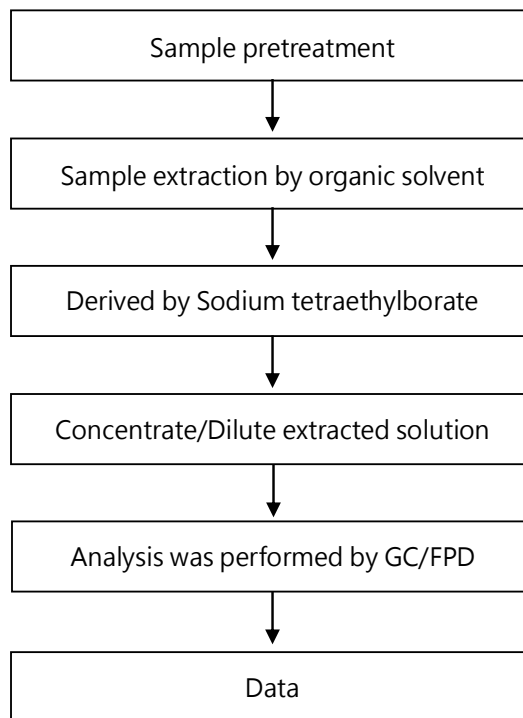 Sample pretreatment
Sample extraction by organic solvent
Derived by Sodium tetraethylborate
Concentrate/Dilute extracted solution
Analysis was performed by GC/FPD
Data